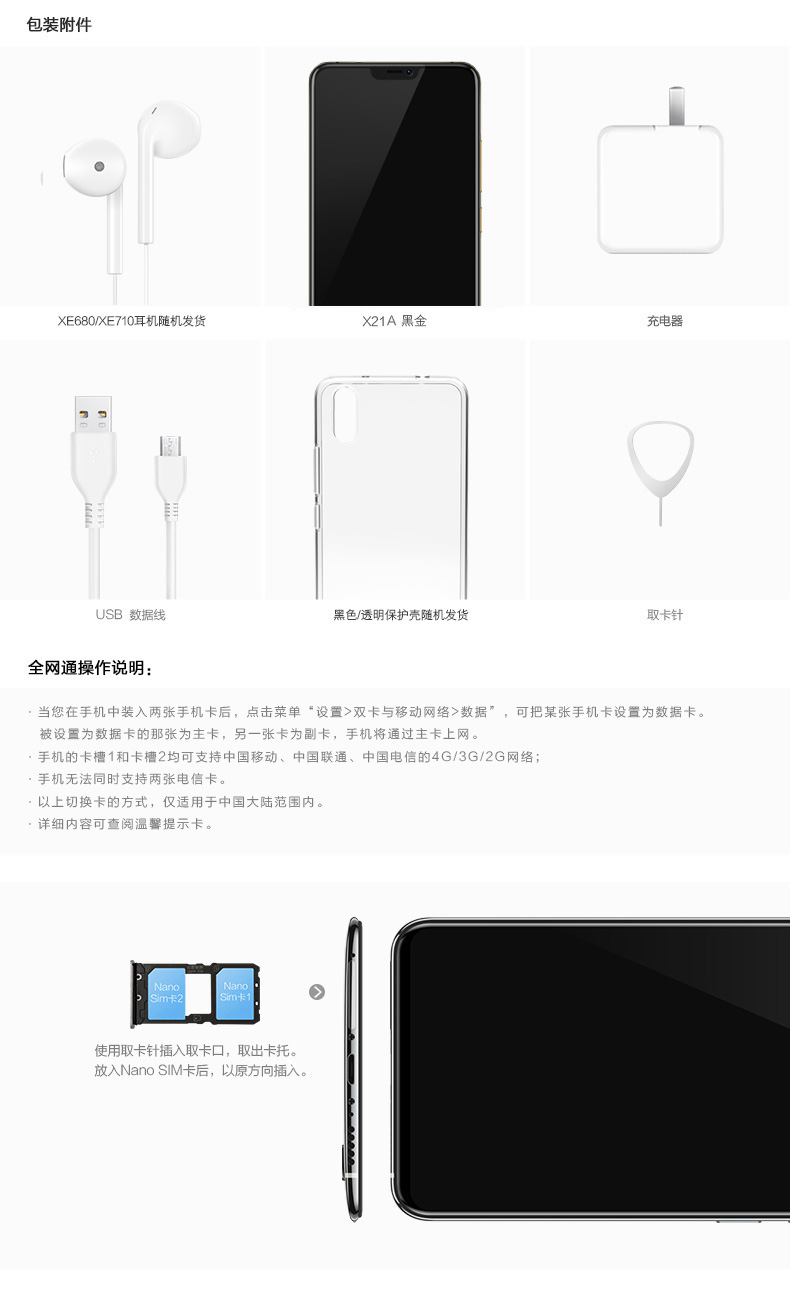 包装附件
XE680/XE710耳机随机发货
X21A 黑金
充电器
USB 数据线
黑色/透明保护壳随机发货
取卡针
全网通操作说明：
· 当您在手机中装入两张手机卡后，点击菜单“设置>双卡与移动网络>数据”，可把某张手机卡设置为数据卡。
被设置为数据卡的那张为主卡，另一张卡为副卡，手机将通过主卡上网。
· 手机的卡槽1和卡槽2均可支持中国移动、中国联通、中国电信的4G/3G/2G网络；
· 手机无法同时支持两张电信卡。
· 以上切换卡的方式，仅适用于中国大陆范围内。
· 详细内容可查阅温馨提示卡。
Nano
Sim卡2
Nano
Sim卡1
使用取卡针插入取卡口，取出卡托。
放入Nano SIM卡后，以原方向插入。